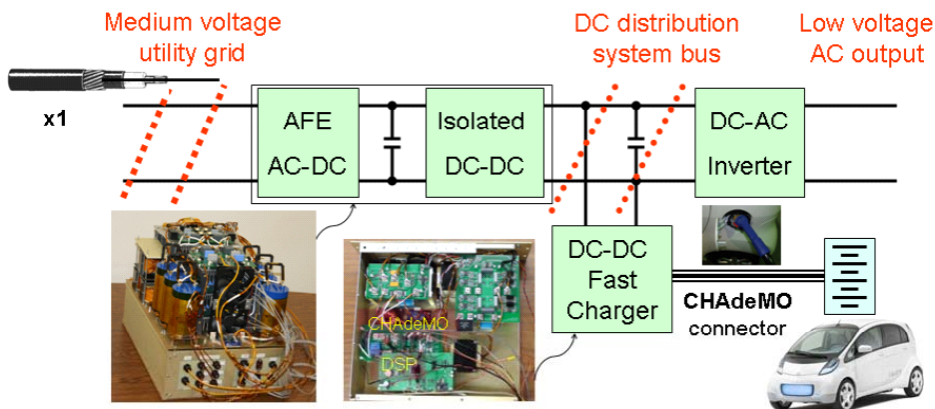 Medium voltage
utility grid
DC distribution
system bus
Low voltage
AC output
x1
AFE
AC-DC
Isolated
DC-DC
DC-AC
Inverter
DC-DC
Fast
Charger
CHAdeMO
connector
CHAdeMO
DSP